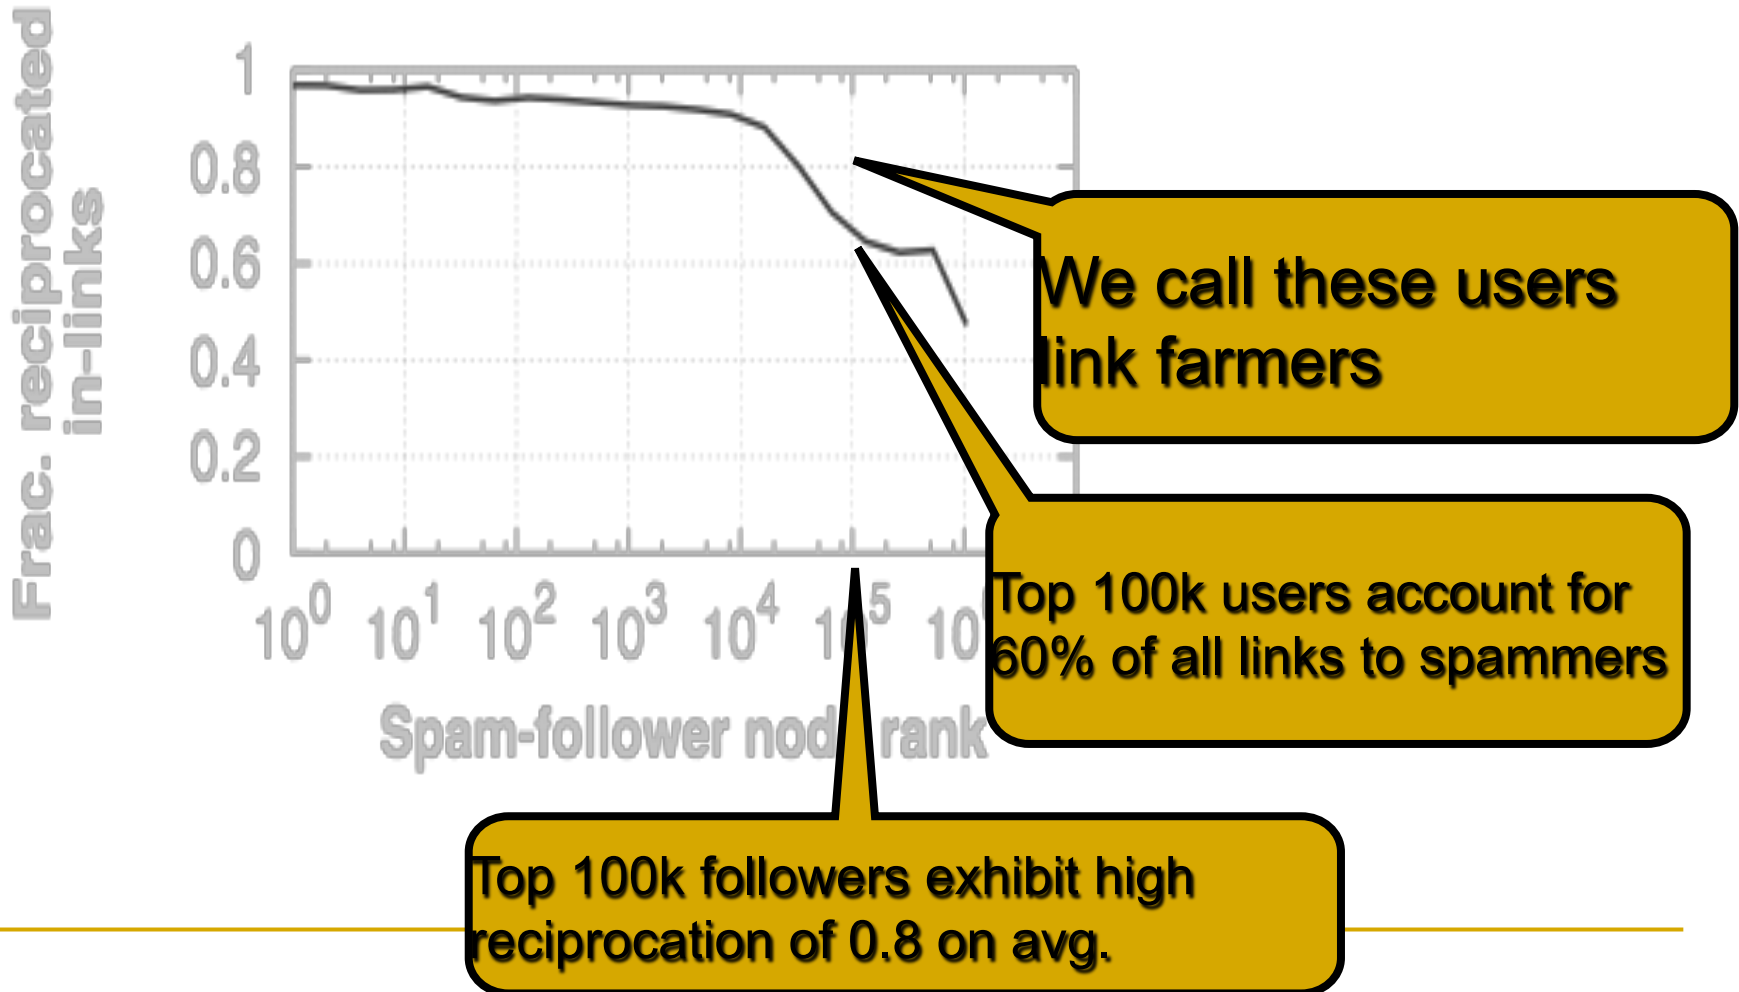 Frac. reciprocated
in-links
1
0.8
0.6
0.4
0.2
0
10^0 10^1 10^2 10^3 10^4 10
Spam-follower rank
We call these users
link farmers
Top 100k users account for
60% of all links to spammers
Top 100k followers exhibit high
reciprocation of 0.8 on avg.